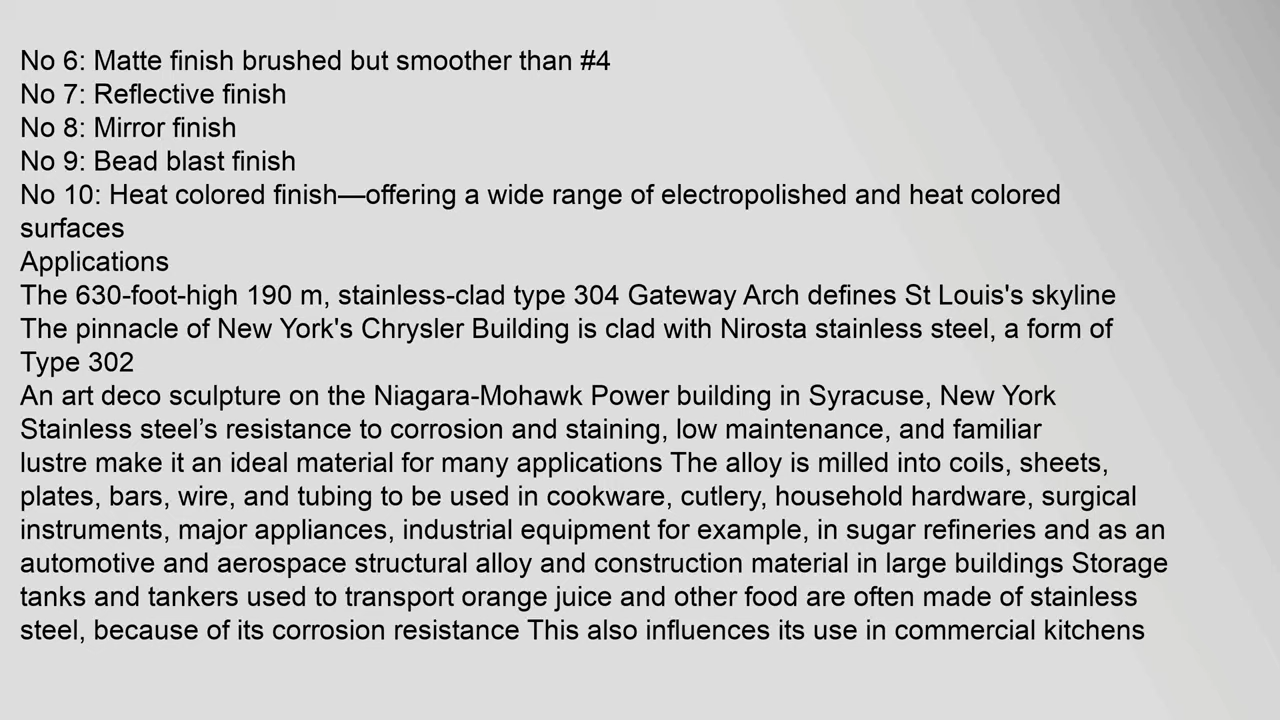 No 6: Matte finish brushed but smoother than #4
No 7: Reflective finish
No 8: Mirror finish
No 9: Bead blast finish
No 10: Heat colored finish—offering a wide range of electropolished and heat colored
surfaces
Applications
The 630-foot-high 190 m, stainless-clad type 304 Gateway Arch defines St Louis's skyline
The pinnacle of New York's Chrysler Building is clad with Nirosta stainless steel, a form of
Type 302
An art deco sculpture on the Niagara-Mohawk Power building in Syracuse, New York
Stainless steel’s resistance to corrosion and staining, low maintenance, and familiar
lustre make it an ideal material for many applications The alloy is milled into coils, sheets,
plates, bars, wire, and tubing to be used in cookware, cutlery, household hardware, surgical
instruments, major appliances, industrial equipment for example, in sugar refineries and as an
automotive and aerospace structural alloy and construction material in large buildings Storage
tanks and tankers used to transport orange juice and other food are often made of stainless
steel, because of its corrosion resistance This also influences its use in commercial kitchens